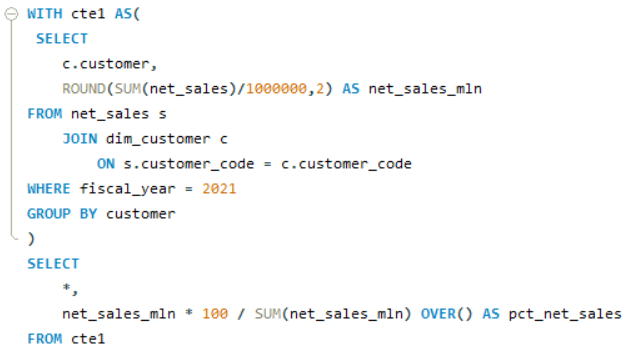 WITH cte1 AS(
SELECT
c.customer,
ROUND(SUM(net_sales)/1000000,2) AS net_sales_mln
FROM net_sales s
JOIN dim_customer c
ON s.customer_code = c.customer_code
WHERE fiscal_year = 2021
GROUP BY customer
)
SELECT
*,
net_sales_mln * 100 / SUM(net_sales_mln) OVER() AS pct_net_sales
FROM cte1